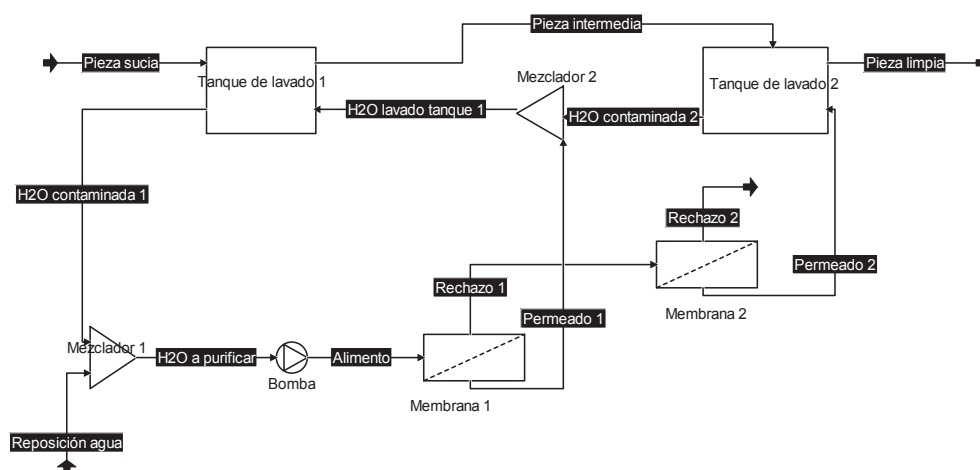 Pieza intermedia
Pieza sucia
Pieza limpia
Tanque de lavado 1
Mezclador 2
Tanque de lavado 2
H2O lavado tanque 1
H2O contaminada 2
H2O contaminada 1
Rechazo 2
Permeado 2
Rechazo 1
Membrana 2
Permeado 1
Mezclador 1
H2O a purificar
Alimento
Bomba
Membrana 1
Reposición agua